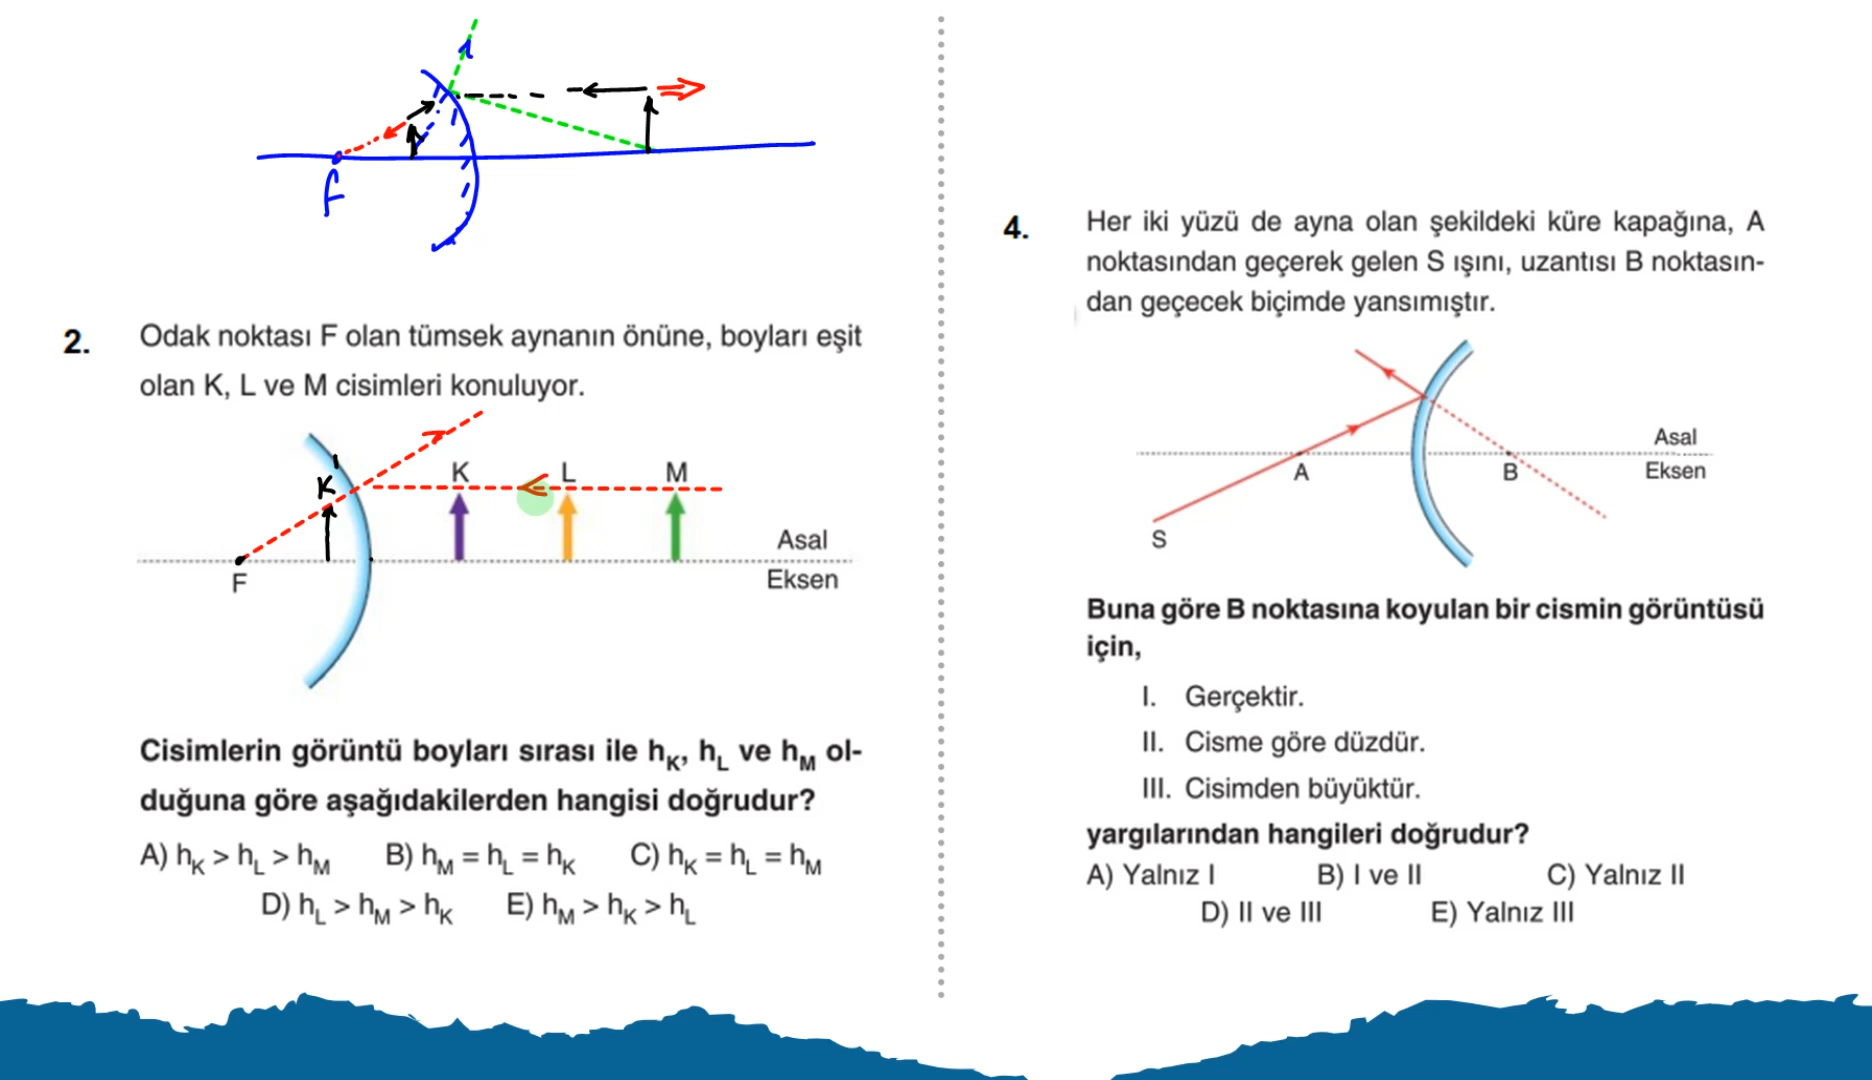 F
2. Odak noktası F olan tümsek aynanın önüne, boyları eşit
olan K, L ve M cisimleri konuluyor.
K'
K L M
Asal
Eksen
F
Cisimlerin görüntü boyları sırası ile hK, hL ve hM ol-
duğuna göre aşağıdakilerden hangisi doğrudur?
A) hK > hL > hM B) hM = hL = hK C) hK = hL = hM
D) hL > hM > hK E) hM > hK > hL
4. Her iki yüzü de ayna olan şekildeki küre kapağına, A
noktasından geçerek gelen S ışını, uzantısı B noktasın-
dan geçecek biçimde yansımıştır.
Asal
Eksen
A B
S
Buna göre B noktasına koyulan bir cismin görüntüsü
için,
I. Gerçektir.
II. Cisme göre düzdür.
III. Cisimden büyüktür.
yargılarından hangileri doğrudur?
A) Yalnız I B) I ve II C) Yalnız II
D) II ve III E) Yalnız III